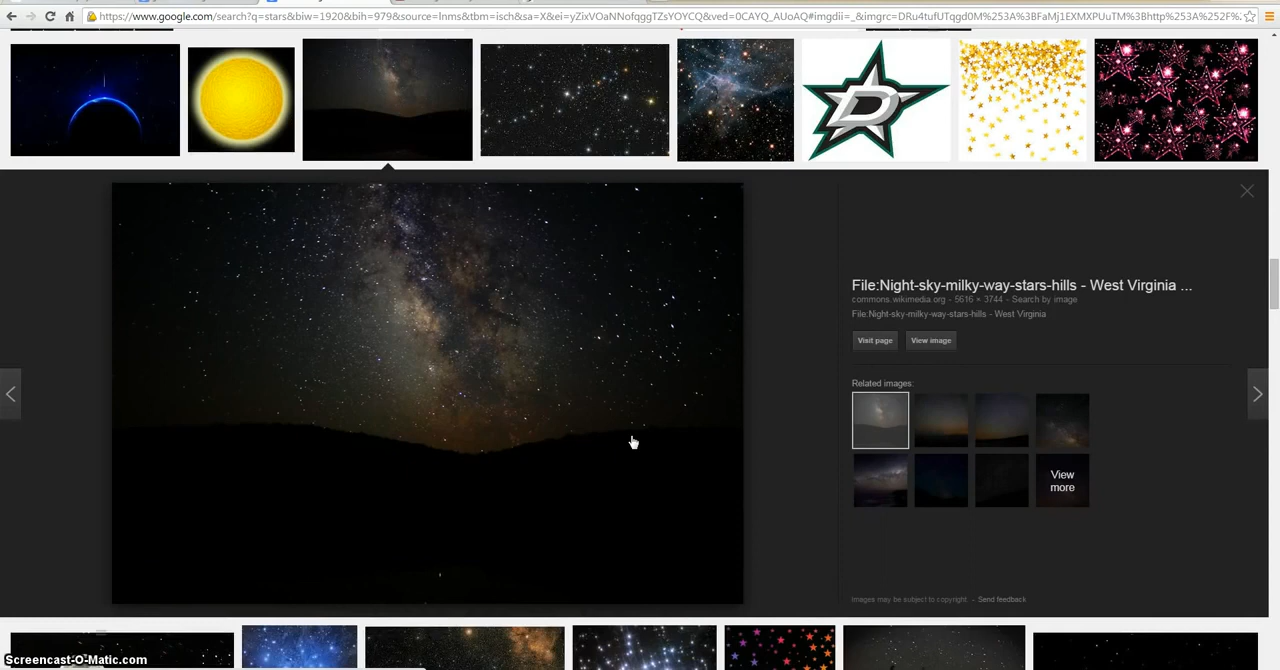 https://www.google.com/search?q=stars&biw=1920&bih=979&source=lnms&tbm=isch&sa=X&ei=yZixVOaNNofqggTZsYOYCQ&ved=0CAYQ_AUoAQ#imgdii=_&imgrc=DRu4tufUTqgd0M%253A%3BFaMj1EXMXPUuTM%3Bhttp%253A%252F%
D
File:Night-sky-milky-way-stars-hills - West Virginia ...
commons.wikimedia.org - 5616 × 3744 - Search by image
File:Night-sky-milky-way-stars-hills - West Virginia
Visit page View image
Related images:
View
more
Images may be subject to copyright. - Send feedback
Screencast-O-Matic.com